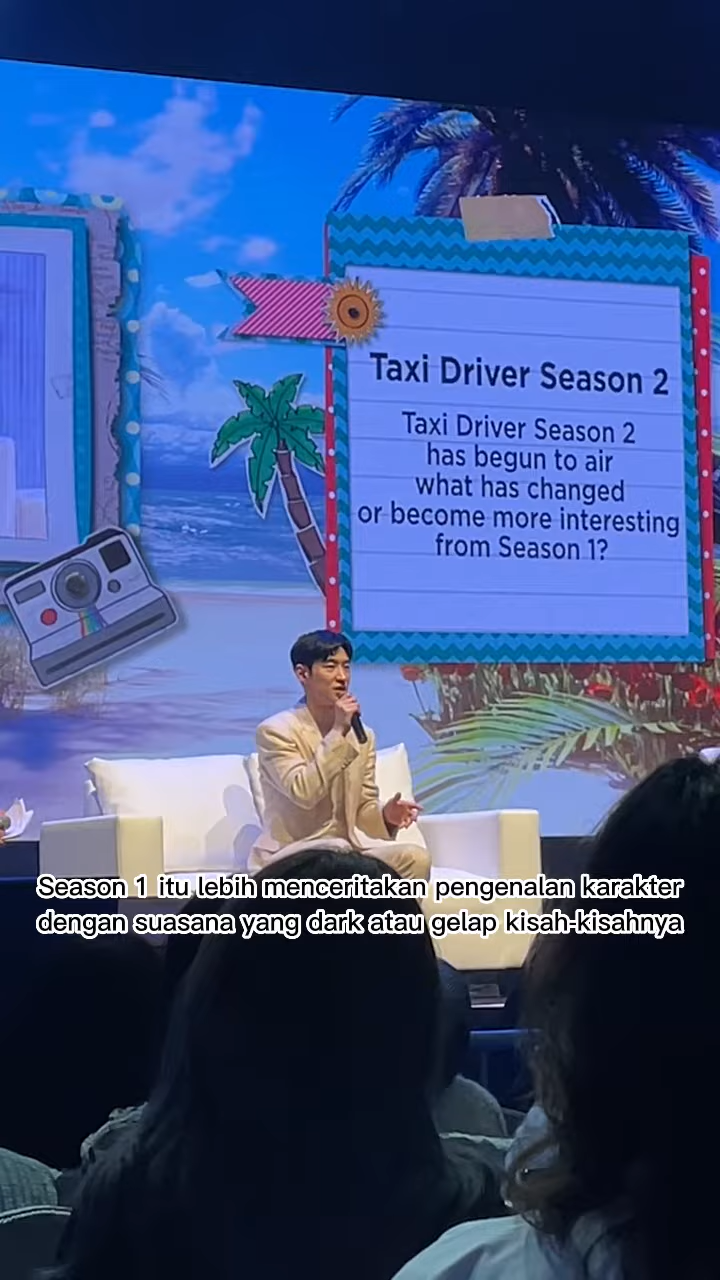 Taxi Driver Season 2
Taxi Driver Season 2
has begun to air
what has changed
or become more interesting
from Season 1?
Season 1 itu lebih menceritakan pengenalan karakter
dengan suasana yang dark atau gelap kisah-kisahnya